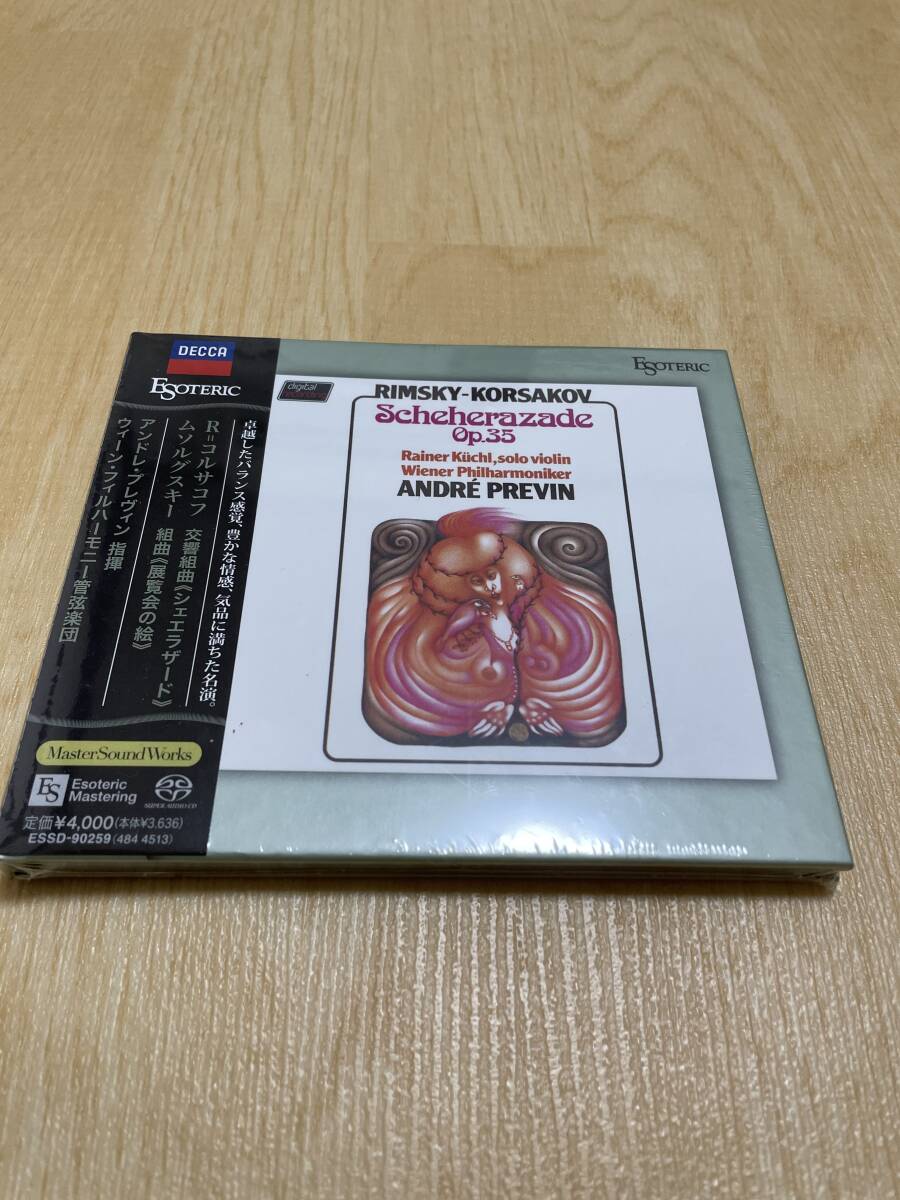 DECCA
ESOTERIC
卓越したバランス感覚、豊かな情感、気品に満ちた名演。
R=コルサコフ 交響組曲《シェエラザード》
ムソルグスキー 組曲《展覧会の絵》
アンドレ・プレヴィン 指揮
ウィーン・フィルハーモニー管弦楽団
MasterSoundWorks
ES Esoteric
Mastering
SUPER AUDIO CD
定価¥4,000(本体¥3.636)
ESSD-90259(484 4513)
ESOTERIC
digital
recording
RIMSKY-KORSAKOV
Scheherazade
Op.35
Rainer Küchl, solo violin
Wiener Philharmoniker
ANDRÉ PREVIN